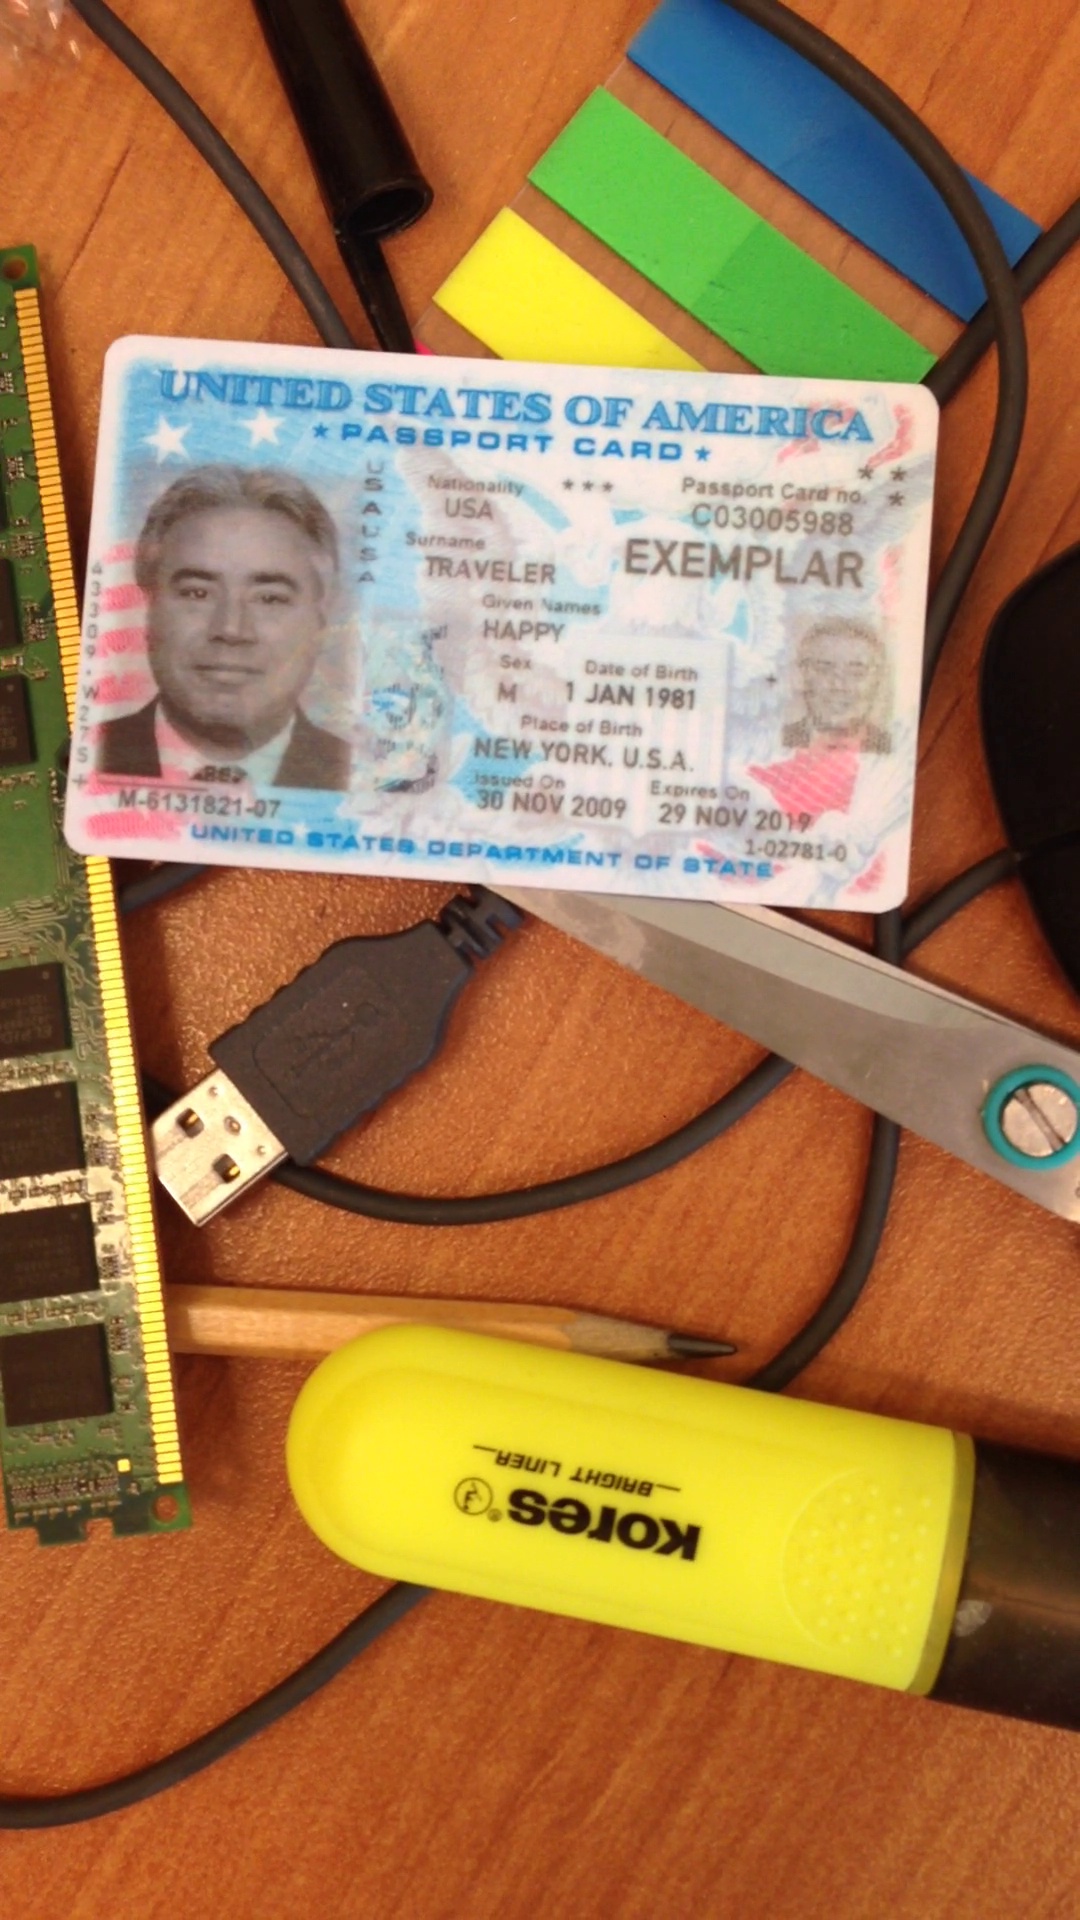 UNITED STATES OF AMERICA
★ PASSPORT CARD ★
USAUSA
Nationality
USA
***
Passport Card no.
C03005988
Surname
TRAVELER
EXEMPLAR
Given Names
HAPPY
Sex
M
Date of Birth
1 JAN 1981
Place of Birth
NEW YORK, U.S.A.
Issued On
30 NOV 2009
Expires On
29 NOV 2019
M-6131821-07
1-02781-0
UNITED STATES DEPARTMENT OF STATE
Kores®
BRIGHT LINER